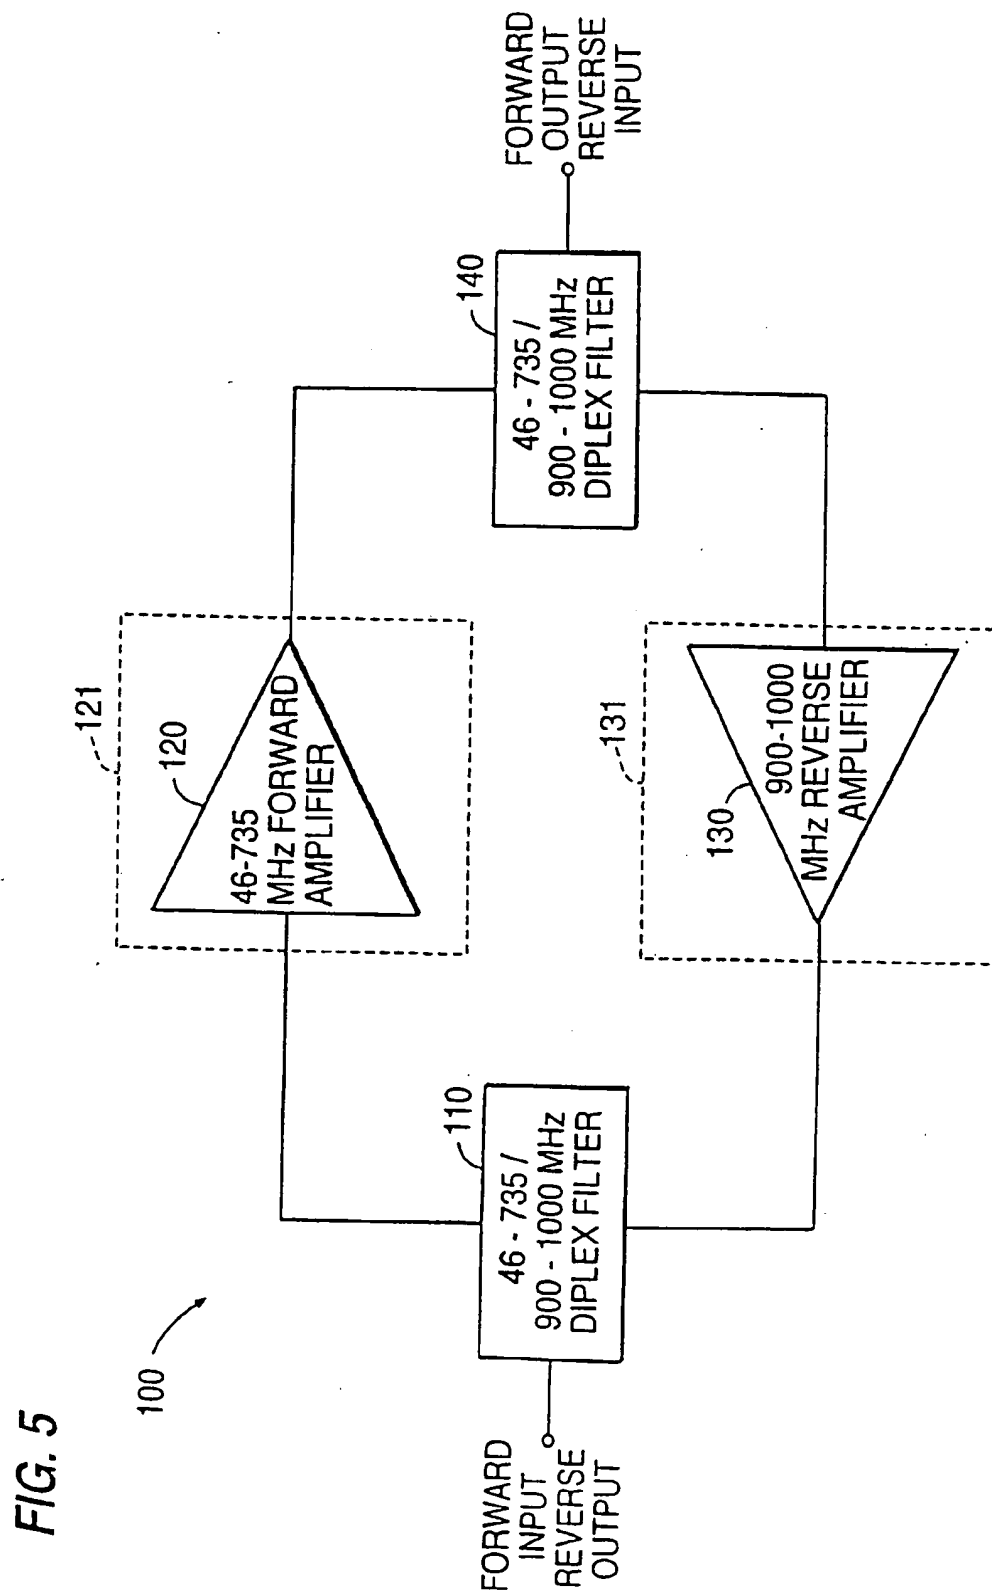 FIG. 5
100
FORWARD
INPUT
REVERSE
OUTPUT
110
46 - 735 /
900 - 1000 MHz
DIPLEX FILTER
121
120
46-735
MHz FORWARD
AMPLIFIER
131
130
900-1000
MHz REVERSE
AMPLIFIER
140
46 - 735 /
900 - 1000 MHz
DIPLEX FILTER
FORWARD
OUTPUT
REVERSE
INPUT